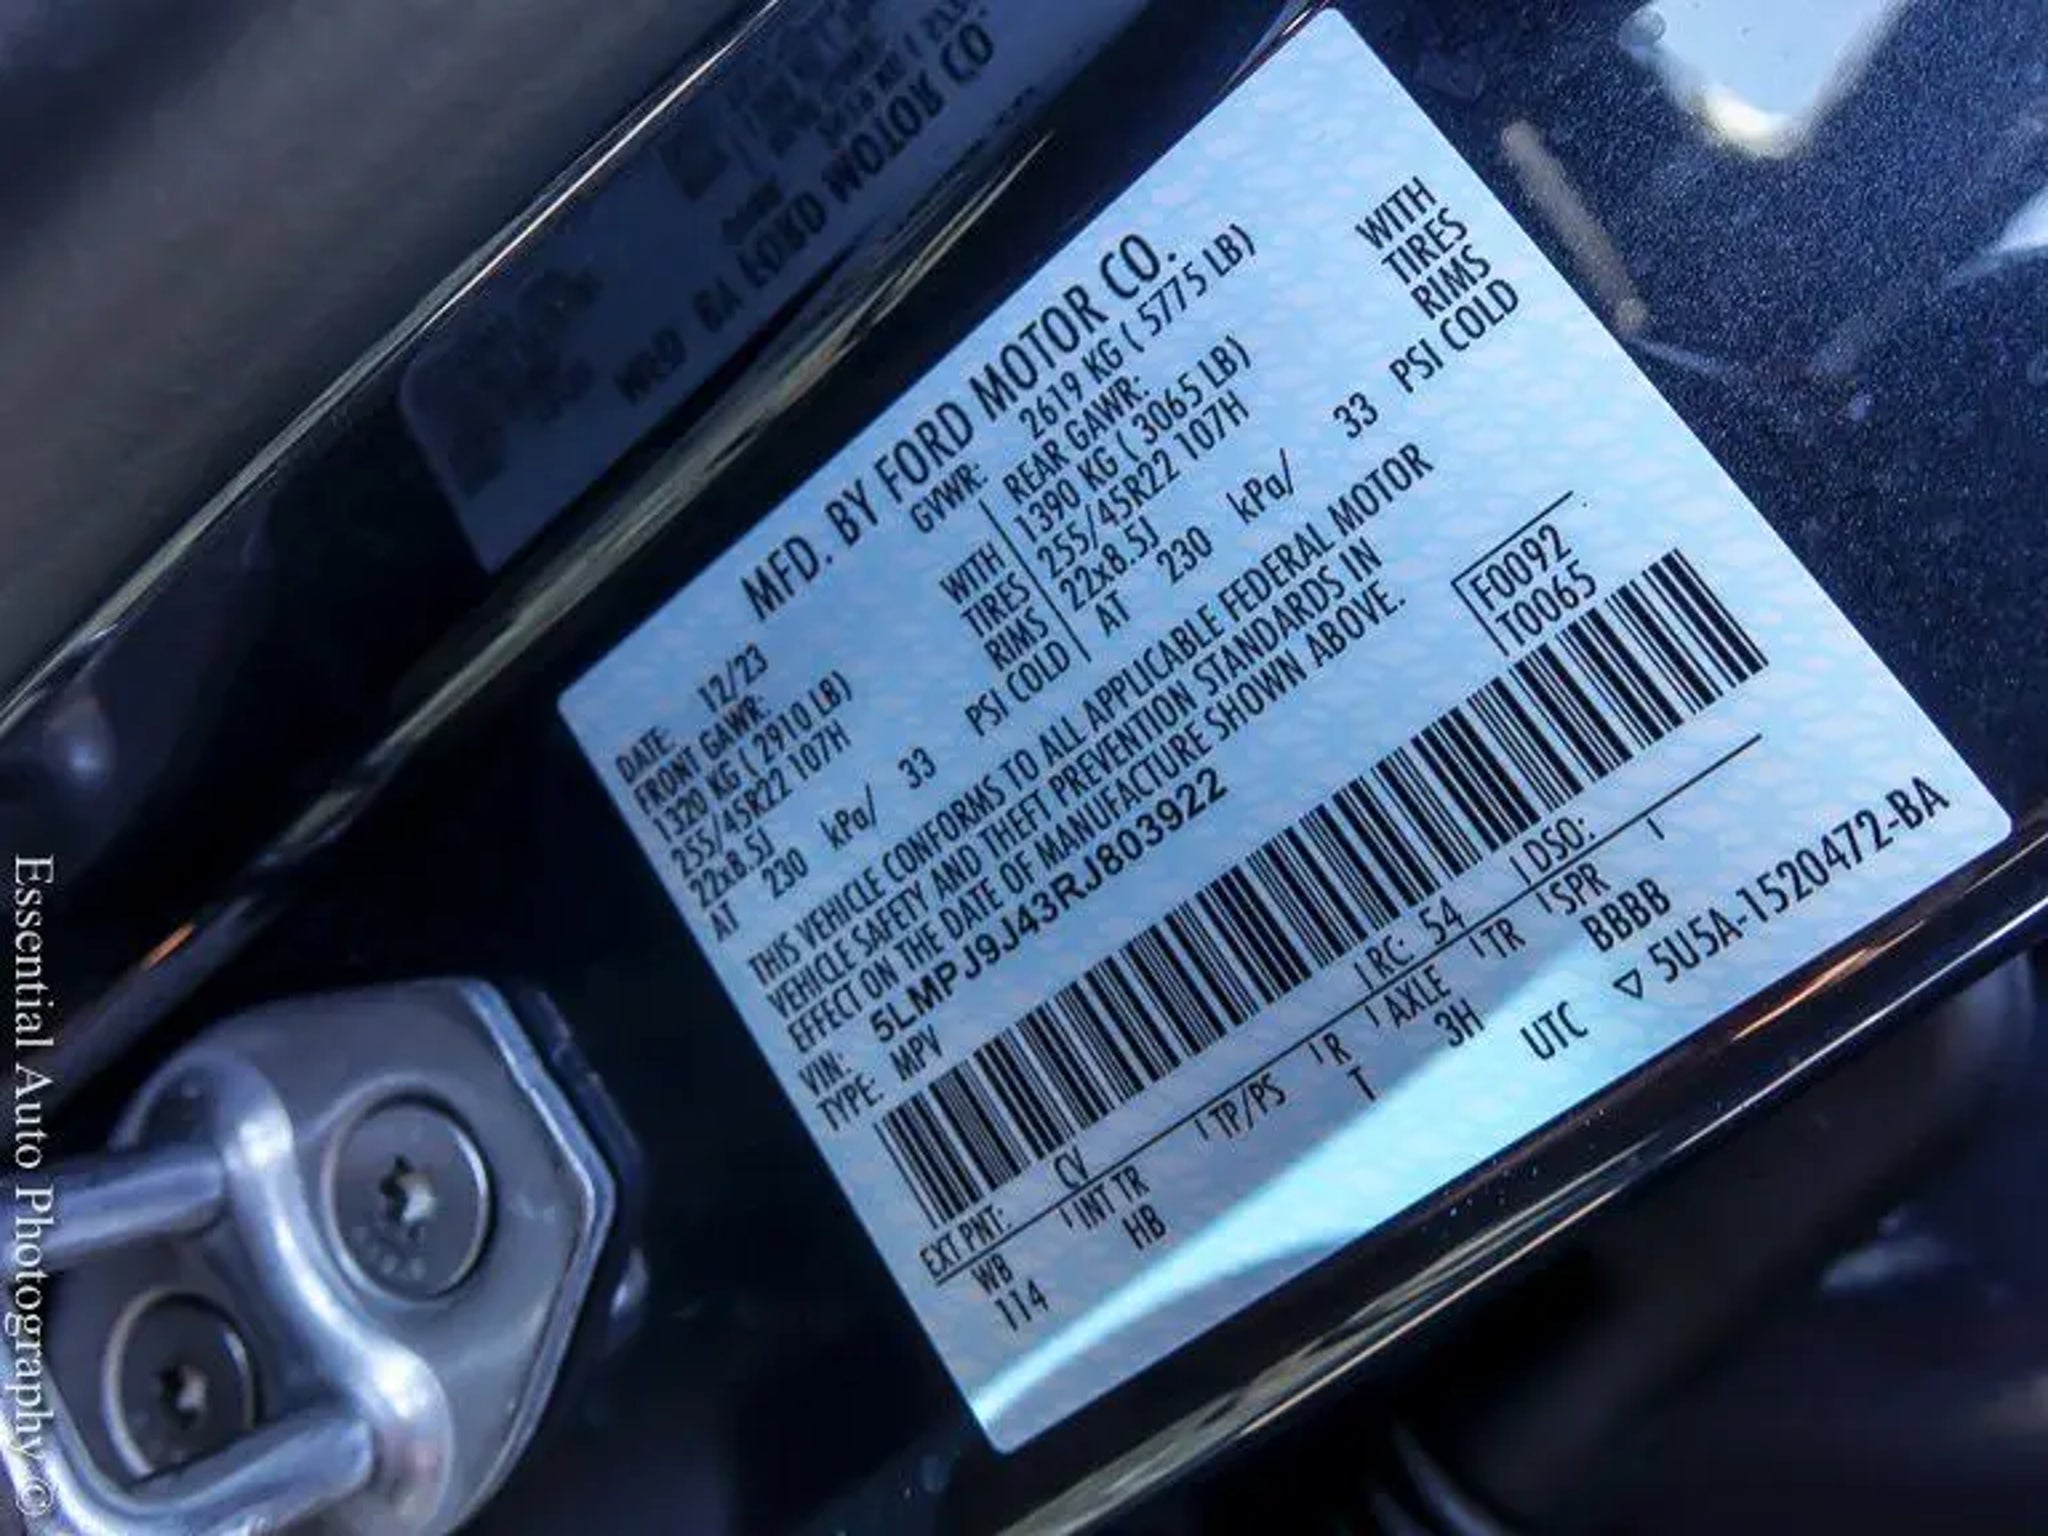 MFD. BY FORD MOTOR CO.
DATE: 12/23 GVWR: 2619 KG ( 5775 LB)
FRONT GAWR: REAR GAWR:
1320 KG ( 2910 LB) WITH 1390 KG ( 3065 LB) WITH
255/45R22 107H TIRES 255/45R22 107H TIRES
22x8.5J RIMS 22x8.5J RIMS
AT 230 kPa/ 33 PSI COLD AT 230 kPa/ 33 PSI COLD
THIS VEHICLE CONFORMS TO ALL APPLICABLE FEDERAL MOTOR
VEHICLE SAFETY AND THEFT PREVENTION STANDARDS IN
EFFECT ON THE DATE OF MANUFACTURE SHOWN ABOVE.
VIN: 5LMPJ9J43RJ803922 F0092
TYPE: MPV T0065
EXT PNT: CV RC: 54 DSO:
WB INT TR TP/PS R AXLE TR SPR
114 HB T 3H BBBB
UTC ▽ 5U5A-1520472-BA
Essential Auto Photography ©